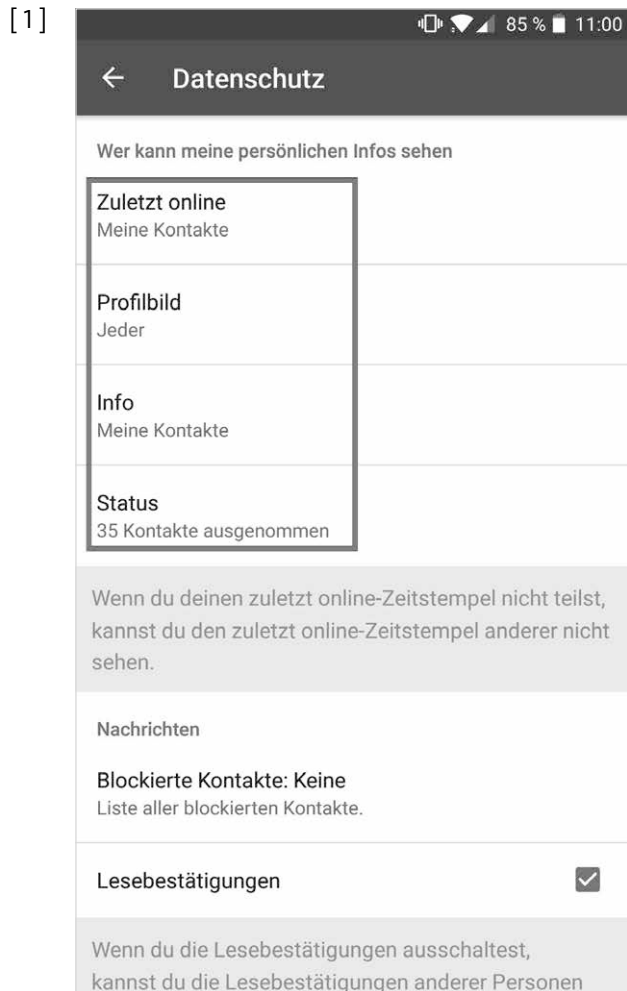 [1]
85 % 11:00
Datenschutz
Wer kann meine persönlichen Infos sehen
Zuletzt online
Meine Kontakte
Profilbild
Jeder
Info
Meine Kontakte
Status
35 Kontakte ausgenommen
Wenn du deinen zuletzt online-Zeitstempel nicht teilst,
kannst du den zuletzt online-Zeitstempel anderer nicht
sehen.
Nachrichten
Blockierte Kontakte: Keine
Liste aller blockierten Kontakte.
Lesebestätigungen
Wenn du die Lesebestätigungen ausschaltest,
kannst du die Lesebestätigungen anderer Personen